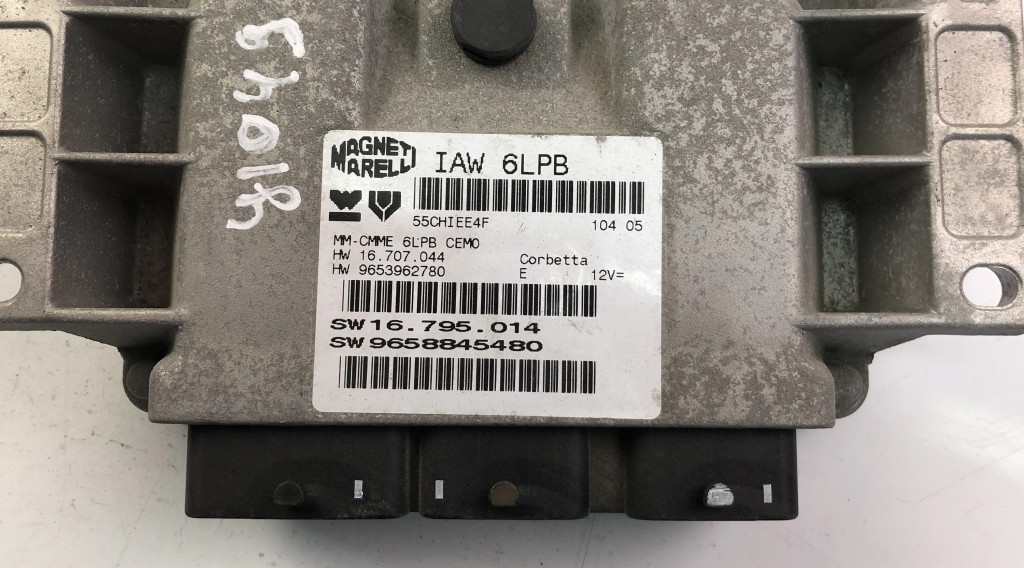 MAGNETI
MARELLI
IAW 6LPB
55CHIEE4F 104 05
MM-CMME 6LPB CEMO
HW 16.707.044 Corbetta
HW 9653962780 E 12V=
SW16.795.014
SW9658845480